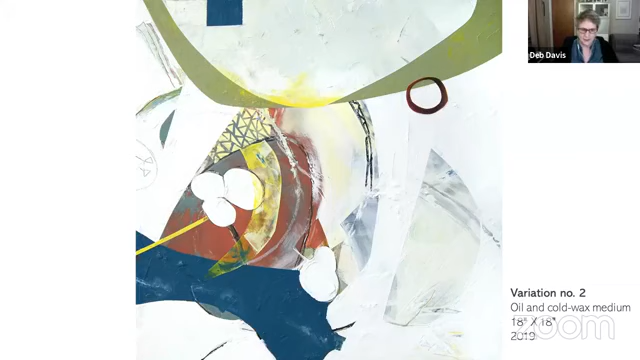 Deb Davis
Variation no. 2
Oil and cold-wax medium
18" X 18"
2019
zoom